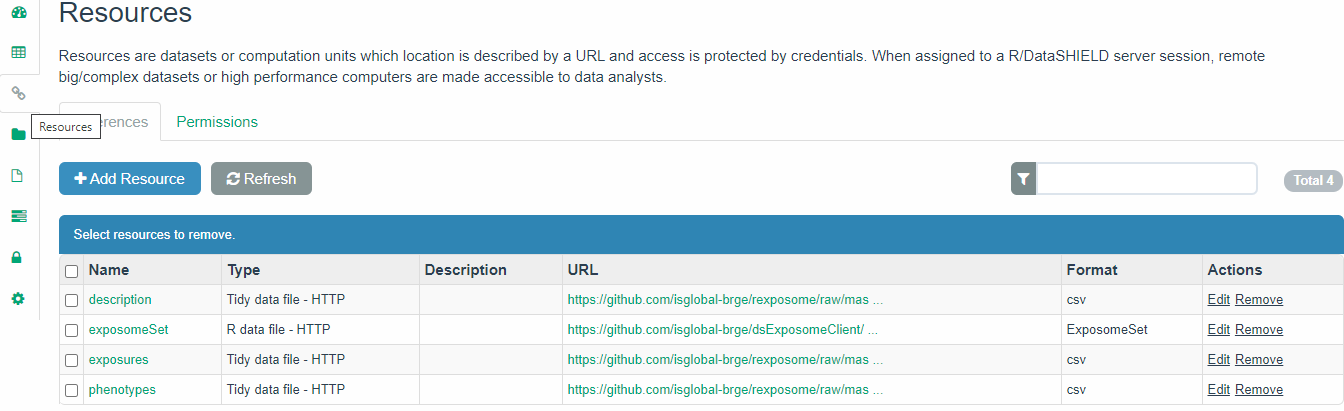 Resources
Resources are datasets or computation units which location is described by a URL and access is protected by credentials. When assigned to a R/DataSHIELD server session, remote
big/complex datasets or high performance computers are made accessible to data analysts.
Resources
Permissions
Add Resource Refresh Total 4
Select resources to remove.
Name Type Description URL Format Actions
description Tidy data file - HTTP https://github.com/isglobal-brge/rexposome/raw/mas ... csv Edit Remove
exposomeSet R data file - HTTP https://github.com/isglobal-brge/dsExposomeClient/ ... ExposomeSet Edit Remove
exposures Tidy data file - HTTP https://github.com/isglobal-brge/rexposome/raw/mas ... csv Edit Remove
phenotypes Tidy data file - HTTP https://github.com/isglobal-brge/rexposome/raw/mas ... csv Edit Remove